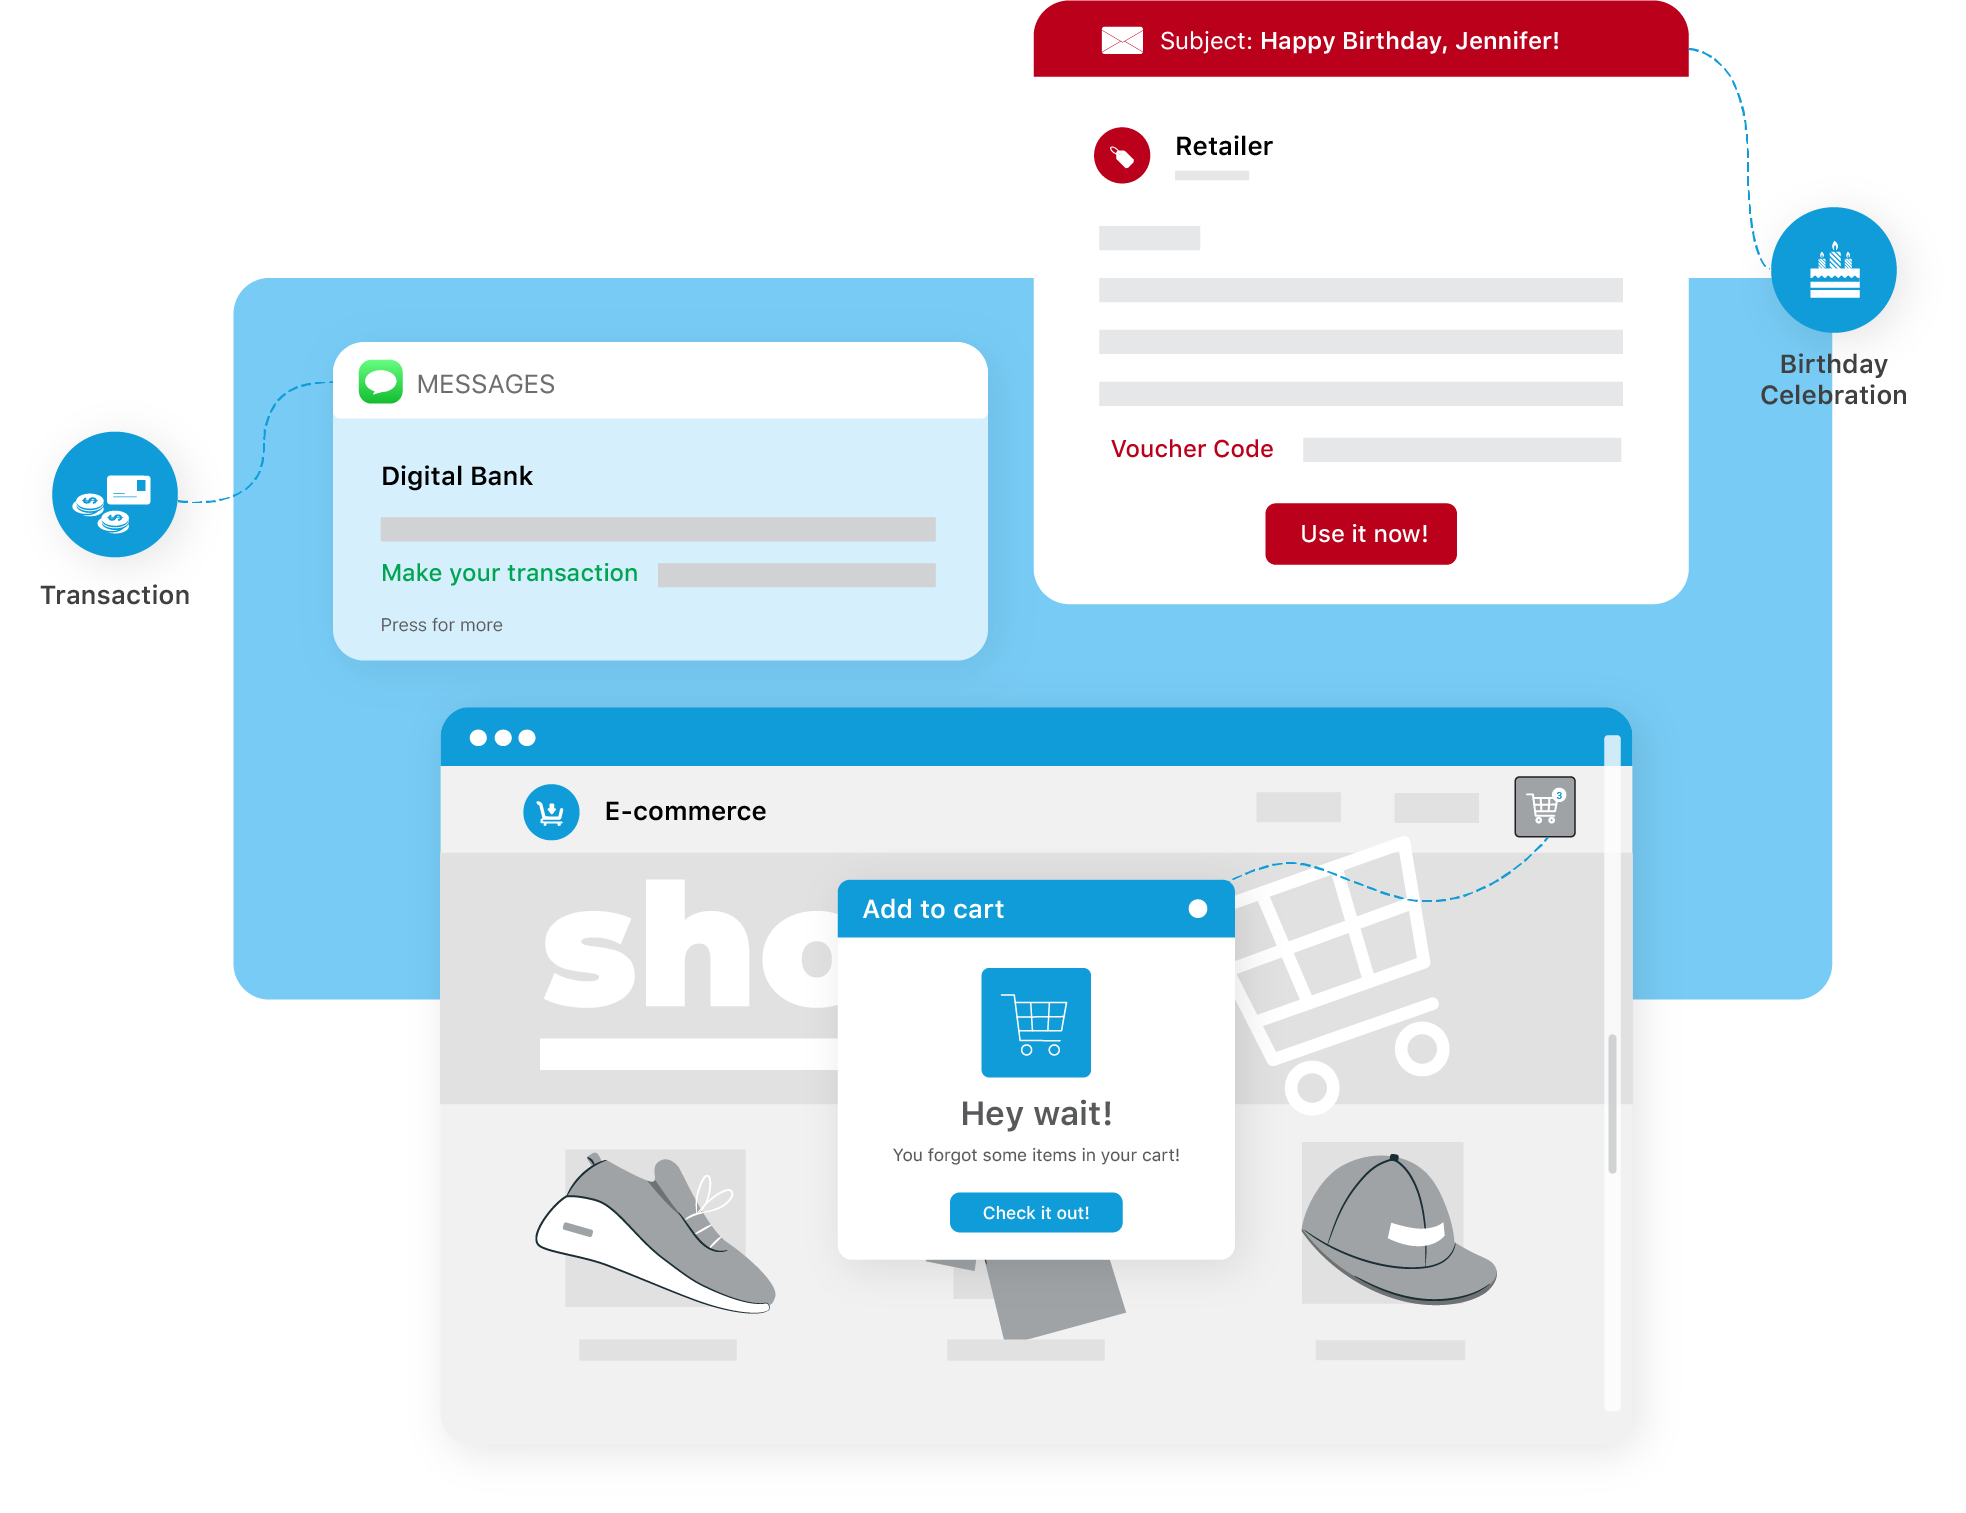 Subject: Happy Birthday, Jennifer!
Retailer
Voucher Code
Use it now!
Birthday
Celebration
MESSAGES
Digital Bank
Make your transaction
Press for more
Transaction
E-commerce
3
sho
Add to cart
Hey wait!
You forgot some items in your cart!
Check it out!